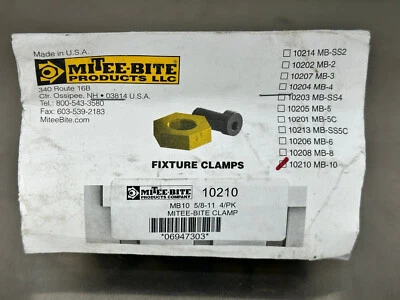 Made in U.S.A.
MITEE-BITE
PRODUCTS LLC
340 Route 16B
Ctr. Ossipee, NH • 03814 U.S.A.
Tel.: 800-543-3580
Fax: 603-539-2183
MiteeBite.com
10214 MB-SS2
10202 MB-2
10207 MB-3
10204 MB-4
10203 MB-SS4
10205 MB-5
10201 MB-5C
10213 MB-SS5C
10206 MB-6
10208 MB-8
10210 MB-10
FIXTURE CLAMPS
MITEE-BITE
PRODUCTS COMPANY
10210
MB10 5/8-11 4/PK
MITEE-BITE CLAMP
*06947303*